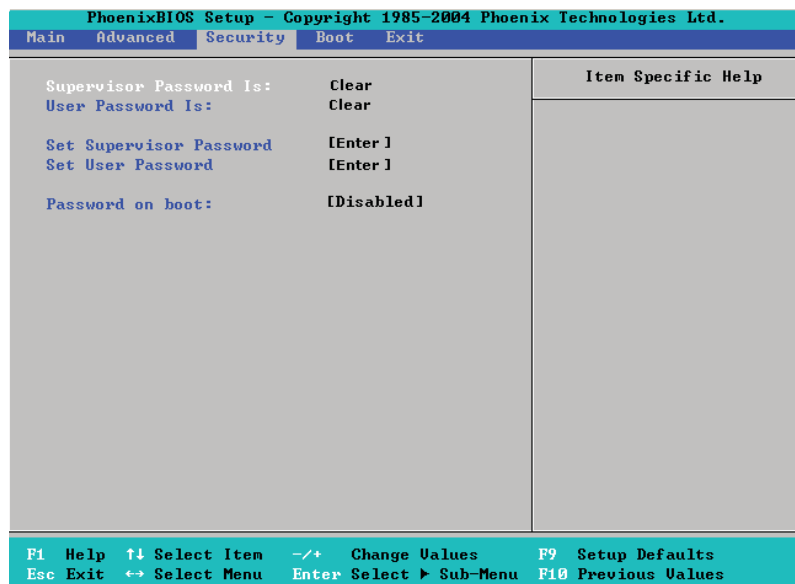 PhoenixBIOS Setup - Copyright 1985-2004 Phoenix Technologies Ltd.
Main Advanced Security Boot Exit
Supervisor Password Is: Clear
User Password Is: Clear
Set Supervisor Password [Enter]
Set User Password [Enter]
Password on boot: [Disabled]
Item Specific Help
F1 Help ↑↓ Select Item -/+ Change Values F9 Setup Defaults
Esc Exit ↔ Select Menu Enter Select ▶ Sub-Menu F10 Previous Values